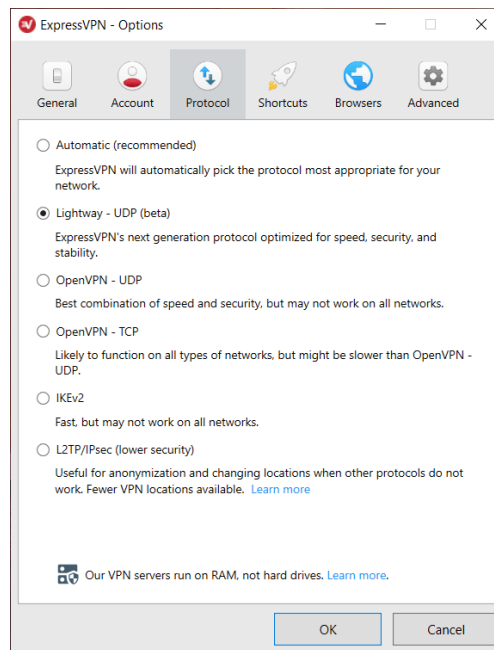 ExpressVPN - Options
General Account Protocol Shortcuts Browsers Advanced
Automatic (recommended)
ExpressVPN will automatically pick the protocol most appropriate for your
network.
Lightway - UDP (beta)
ExpressVPN's next generation protocol optimized for speed, security, and
stability.
OpenVPN - UDP
Best combination of speed and security, but may not work on all networks.
OpenVPN - TCP
Likely to function on all types of networks, but might be slower than OpenVPN -
UDP.
IKEv2
Fast, but may not work on all networks.
L2TP/IPsec (lower security)
Useful for anonymization and changing locations when other protocols do not
work. Fewer VPN locations available. Learn more
Our VPN servers run on RAM, not hard drives. Learn more.
OK Cancel